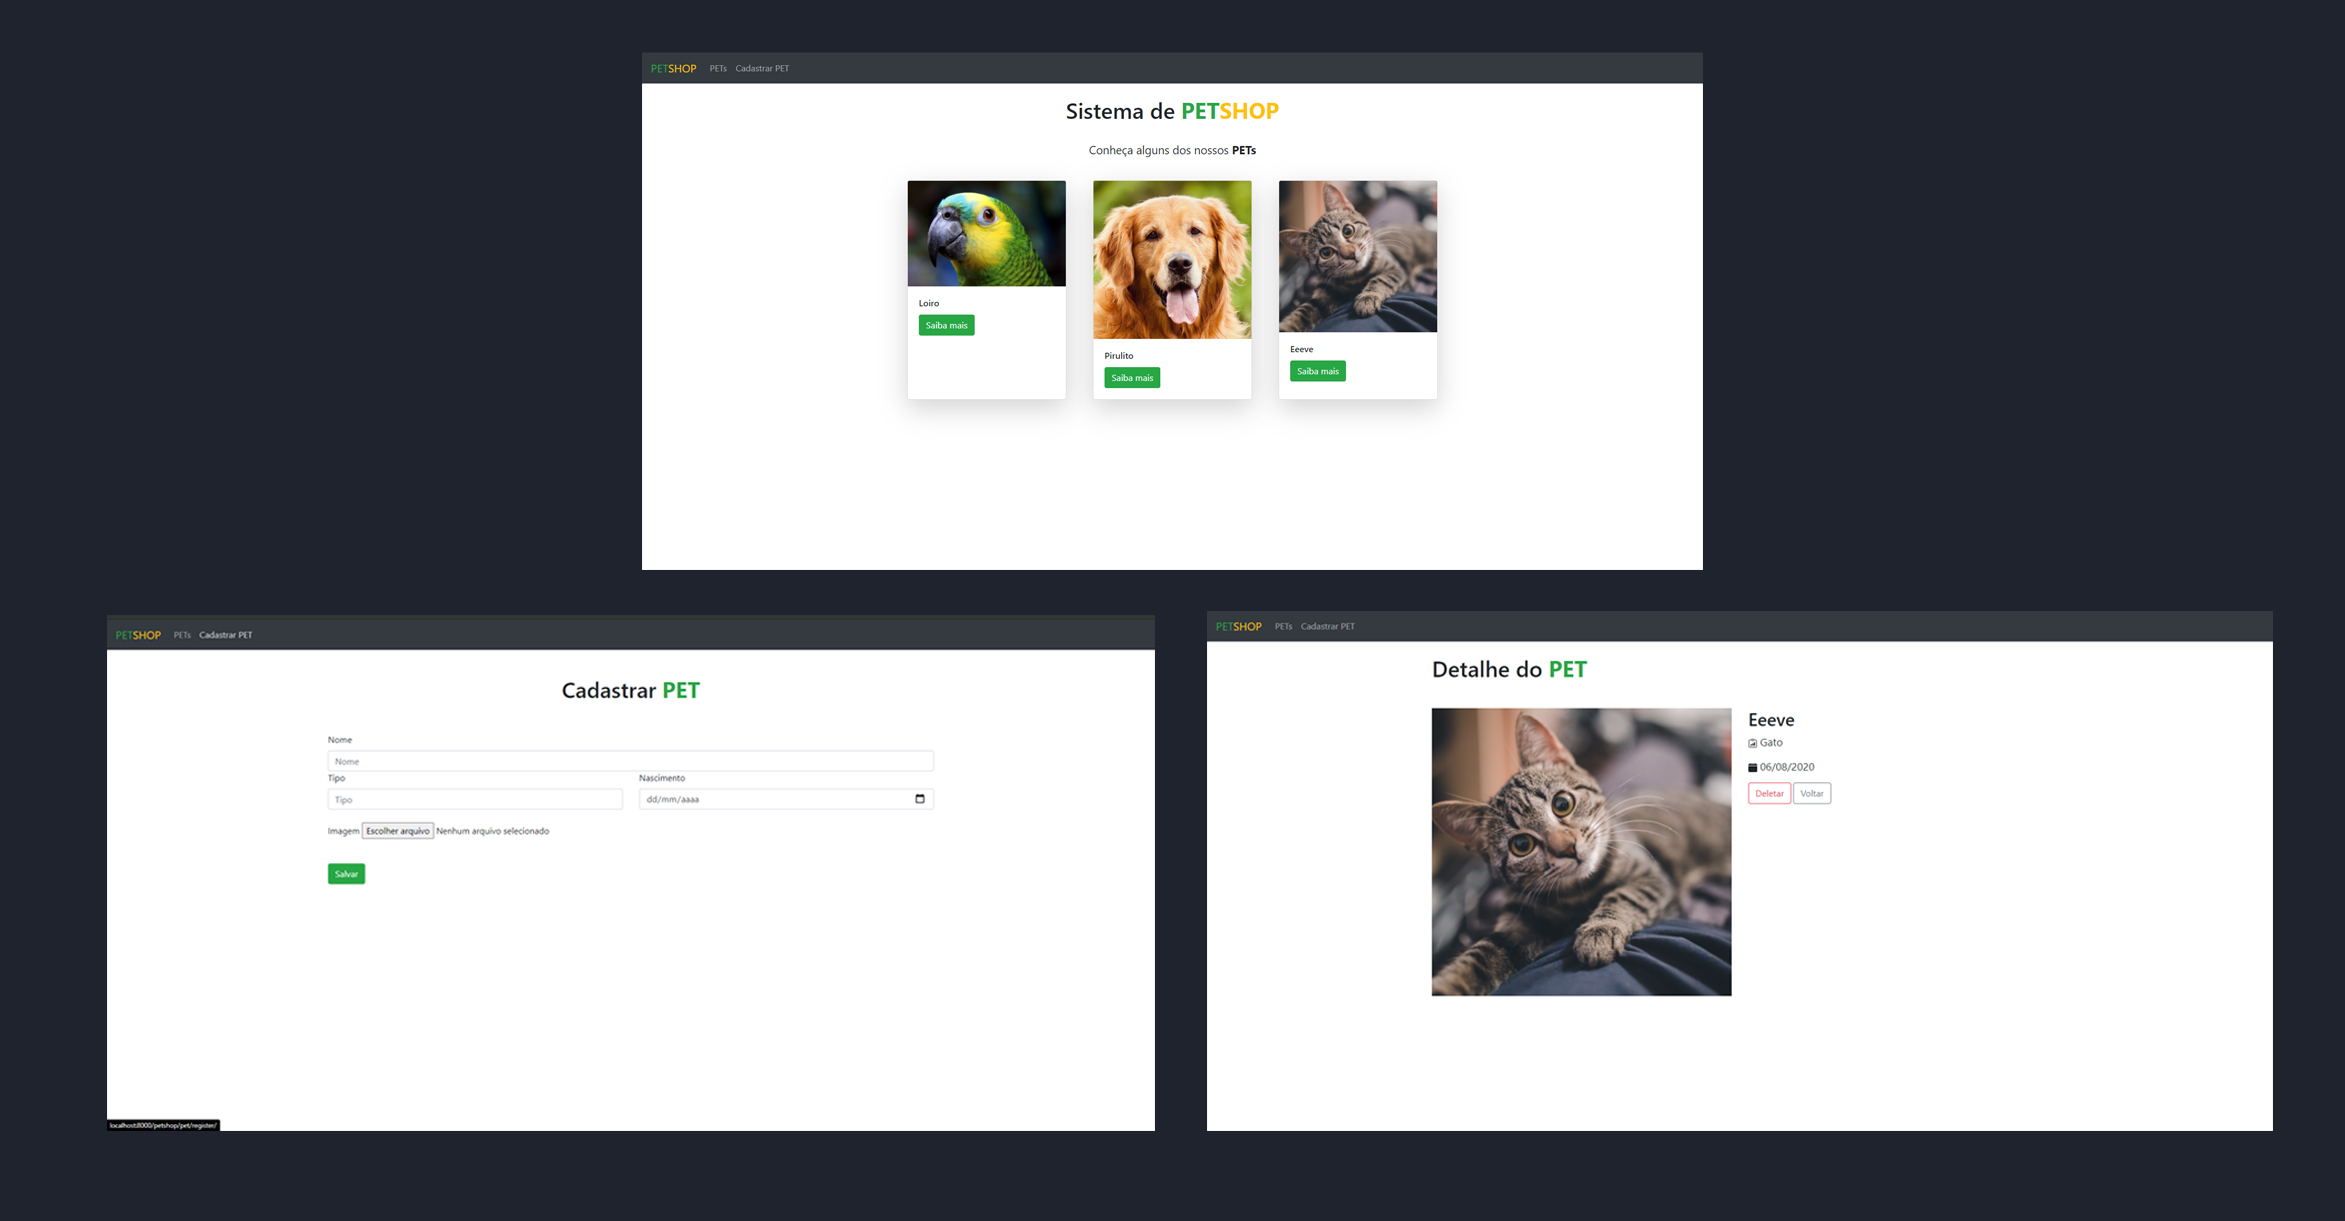 PETSHOP PETs Cadastrar PET
Sistema de PETSHOP
Conheça alguns dos nossos PETs
Loiro
Saiba mais
Pirulito
Saiba mais
Eeeve
Saiba mais
PETSHOP PETs Cadastrar PET
Cadastrar PET
Nome
Nome
Tipo
Tipo
Nascimento
dd/mm/aaaa
Imagem Escolher arquivo Nenhum arquivo selecionado
Salvar
localhost:8000/petshop/pet/register/
PETSHOP PETs Cadastrar PET
Detalhe do PET
Eeeve
Gato
06/08/2020
Deletar Voltar